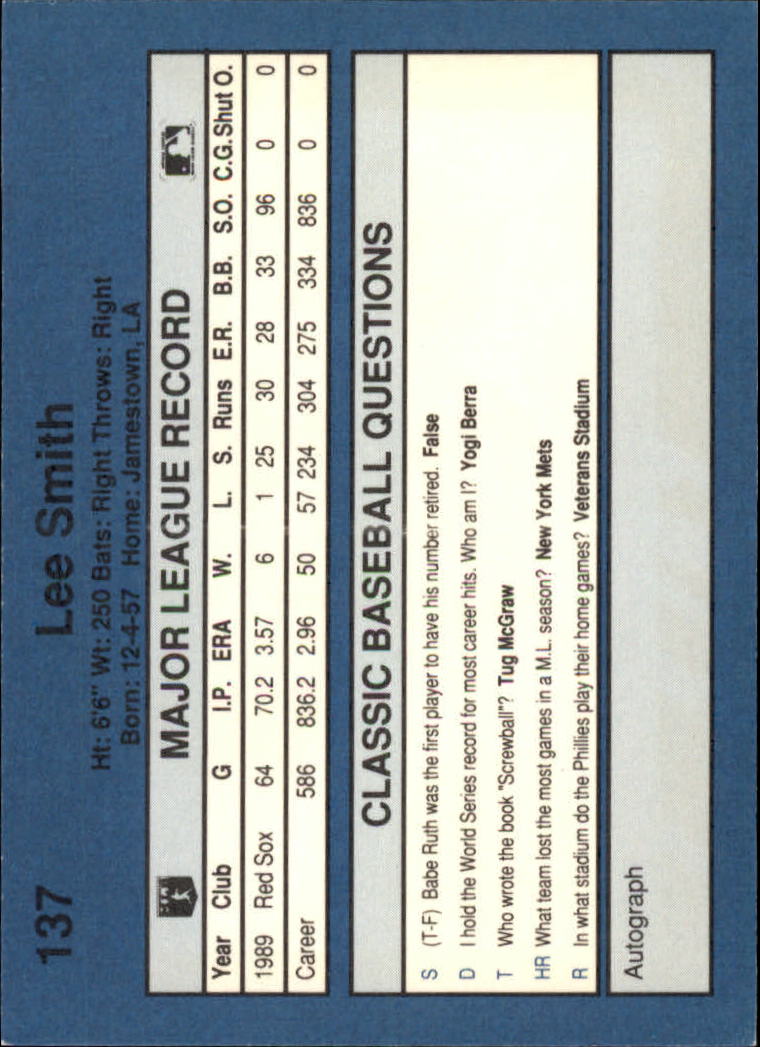 137
Lee Smith
Ht: 6'6" Wt: 250 Bats: Right Throws: Right
Born: 12-4-57 Home: Jamestown, LA
MAJOR LEAGUE RECORD
Year Club G I.P. ERA W. L. S. Runs E.R. B.B. S.O. C.G. Shut O.
1989 Red Sox 64 70.2 3.57 6 1 25 30 28 33 96 0 0
Career 586 836.2 2.96 50 57 234 304 275 334 836 0 0
CLASSIC BASEBALL QUESTIONS
S (T-F) Babe Ruth was the first player to have his number retired. False
D I hold the World Series record for most career hits. Who am I? Yogi Berra
T Who wrote the book "Screwball"? Tug McGraw
HR What team lost the most games in a M.L. season? New York Mets
R In what stadium do the Phillies play their home games? Veterans Stadium
Autograph